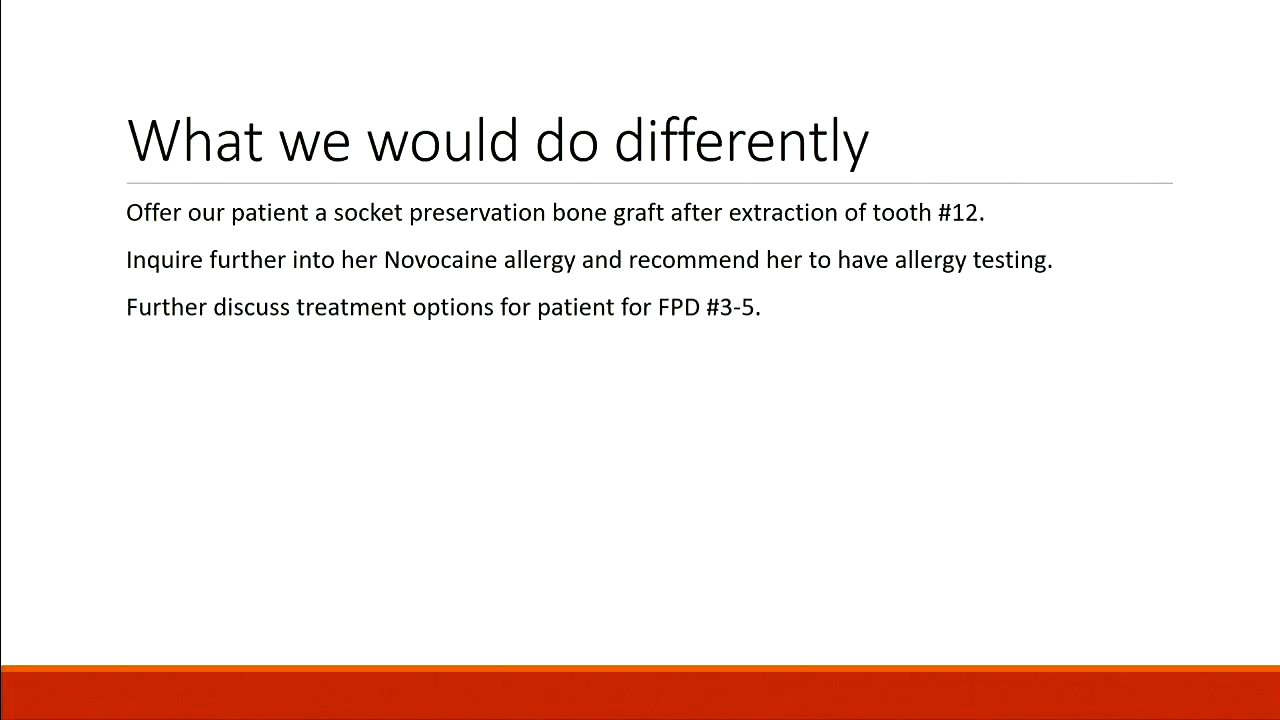 What we would do differently
Offer our patient a socket preservation bone graft after extraction of tooth #12.
Inquire further into her Novocaine allergy and recommend her to have allergy testing.
Further discuss treatment options for patient for FPD #3-5.